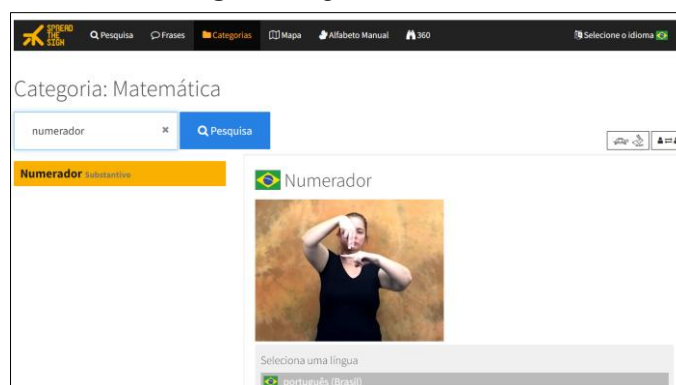 SPREAD THE SIGN
Pesquisa Frases Categorias Mapa Alfabeto Manual 360 Selecione o idioma
Categoria: Matemática
numerador × Pesquisa
Numerador Substantivo
Numerador
Seleciona uma língua
português (Brasil)